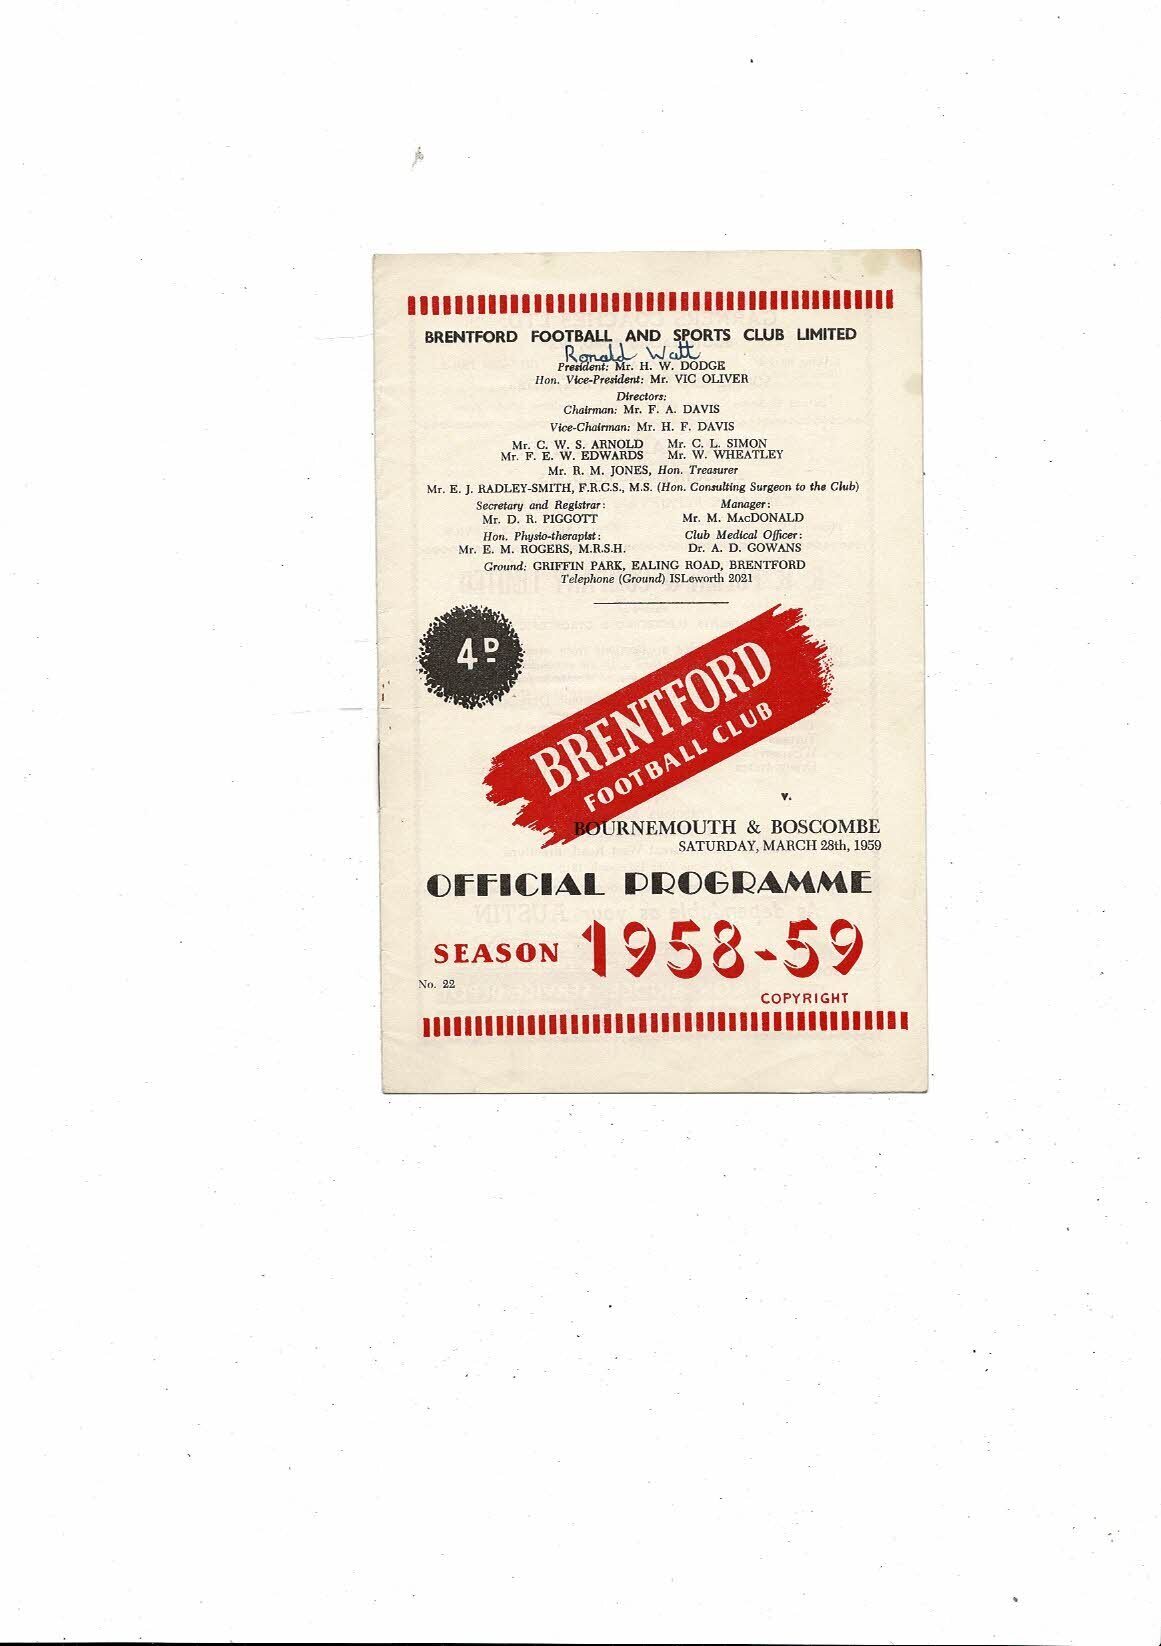 BRENTFORD FOOTBALL AND SPORTS CLUB LIMITED
Ronald Watt
President: Mr. H. W. DODGE
Hon. Vice-President: Mr. VIC OLIVER
Directors:
Chairman: Mr. F. A. DAVIS
Vice-Chairman: Mr. H. F. DAVIS
Mr. C. W. S. ARNOLD Mr. C. L. SIMON
Mr. F. E. W. EDWARDS Mr. W. WHEATLEY
Mr. R. M. JONES, Hon. Treasurer
Mr. E. J. RADLEY-SMITH, F.R.C.S., M.S. (Hon. Consulting Surgeon to the Club)
Secretary and Registrar: Manager:
Mr. D. R. PIGGOTT Mr. M. MACDONALD
Hon. Physio-therapist: Club Medical Officer:
Mr. E. M. ROGERS, M.R.S.H. Dr. A. D. GOWANS
Ground: GRIFFIN PARK, EALING ROAD, BRENTFORD
Telephone (Ground) ISLeworth 2021
4D
BRENTFORD
FOOTBALL CLUB
v.
BOURNEMOUTH & BOSCOMBE
SATURDAY, MARCH 28th, 1959
OFFICIAL PROGRAMME
SEASON 1958-59
No. 22
COPYRIGHT